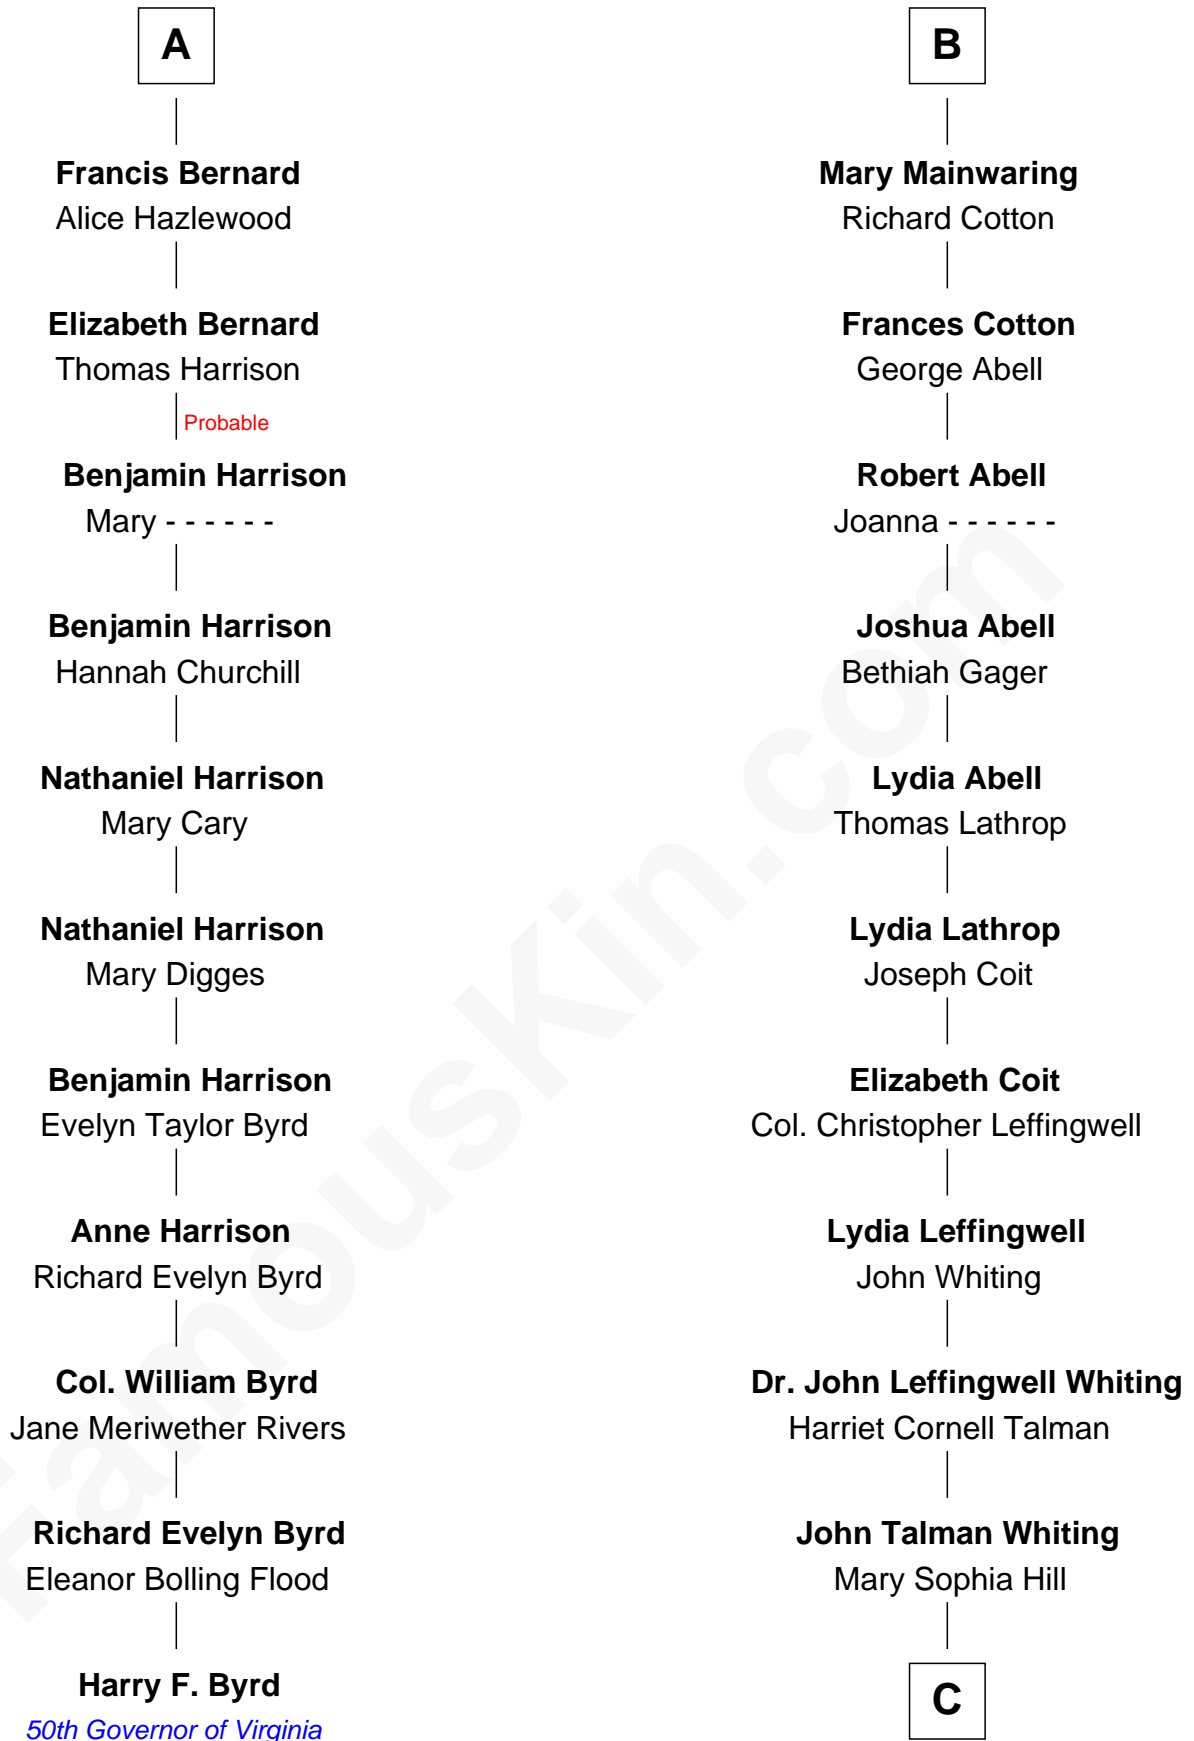 A
Francis Bernard
Alice Hazlewood
Elizabeth Bernard
Thomas Harrison
Probable
Benjamin Harrison
Mary - - - - - -
Benjamin Harrison
Hannah Churchill
Nathaniel Harrison
Mary Cary
Nathaniel Harrison
Mary Digges
Benjamin Harrison
Evelyn Taylor Byrd
Anne Harrison
Richard Evelyn Byrd
Col. William Byrd
Jane Meriwether Rivers
Richard Evelyn Byrd
Eleanor Bolling Flood
Harry F. Byrd
50th Governor of Virginia
B
Mary Mainwaring
Richard Cotton
Frances Cotton
George Abell
Robert Abell
Joanna - - - - - -
Joshua Abell
Bethiah Gager
Lydia Abell
Thomas Lathrop
Lydia Lathrop
Joseph Coit
Elizabeth Coit
Col. Christopher Leffingwell
Lydia Leffingwell
John Whiting
Dr. John Leffingwell Whiting
Harriet Cornell Talman
John Talman Whiting
Mary Sophia Hill
C
FamousKin.com